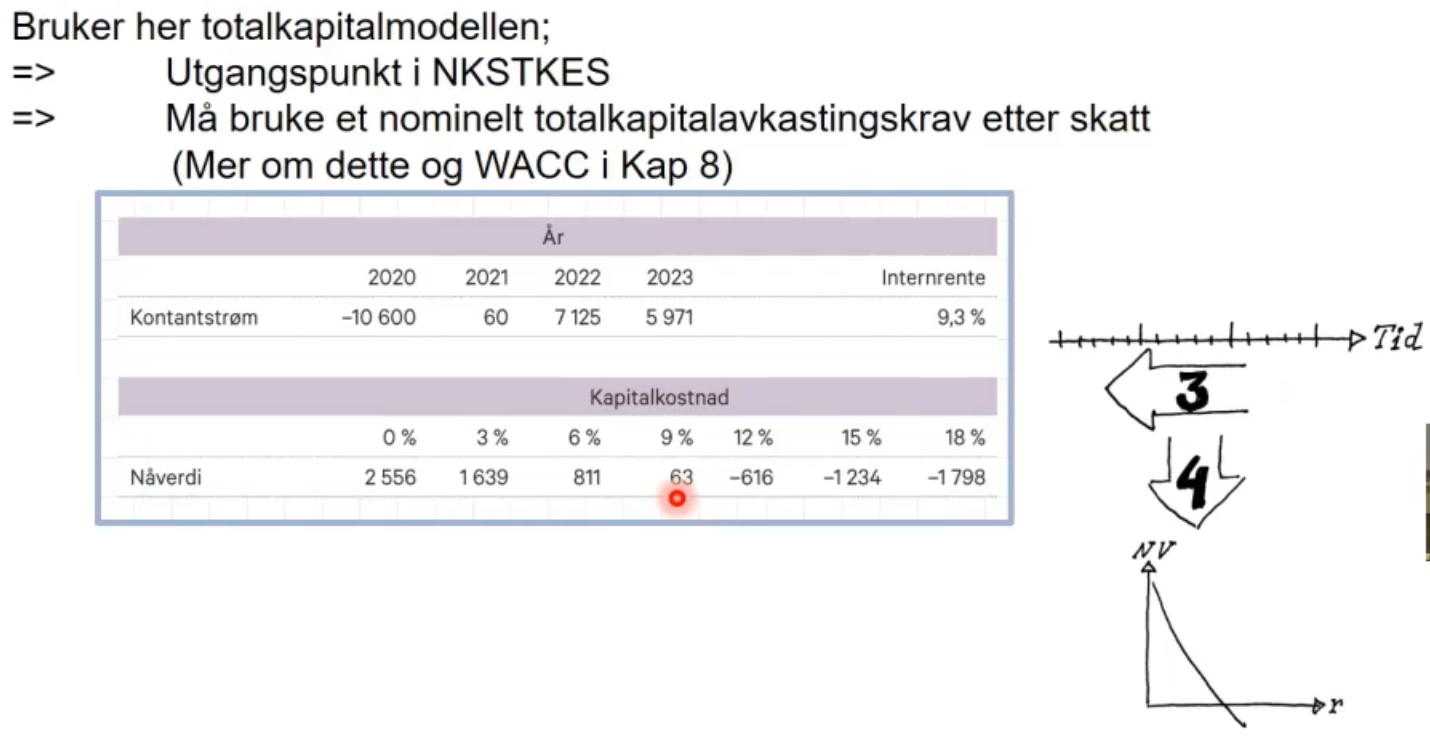 Bruker her totalkapitalmodellen;
=> Utgangspunkt i NKSTKES
=> Må bruke et nominelt totalkapitalavkastingskrav etter skatt
(Mer om dette og WACC i Kap 8)
År
2020 2021 2022 2023 Internrente
Kontantstrøm –10 600 60 7 125 5 971 9,3 %
Kapitalkostnad
0 % 3 % 6 % 9 % 12 % 15 % 18 %
Nåverdi 2 556 1 639 811 63 –616 –1 234 –1 798
Tid
3
4
NV
r